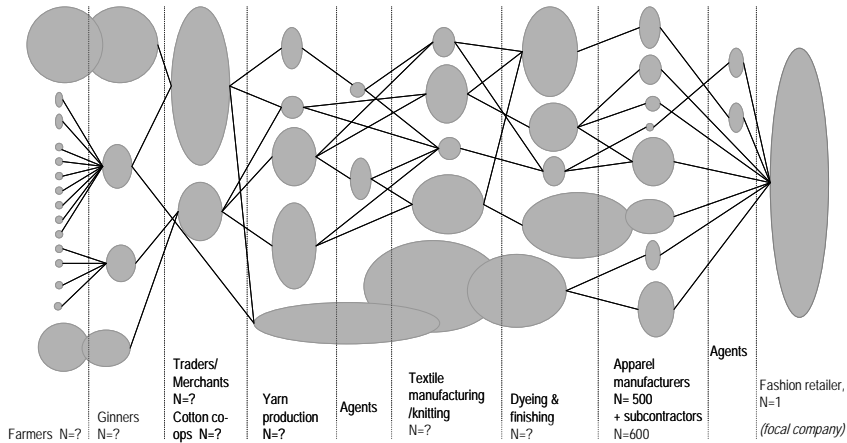 Farmers N=?
Ginners
N=?
Traders/
Merchants
N=?
Cotton co-
ops N=?
Yarn
production
N=?
Agents
Textile
manufacturing
/knitting
N=?
Dyeing &
finishing
N=?
Apparel
manufacturers
N= 500
+ subcontractors
N=600
Agents
Fashion retailer,
N=1
(focal company)